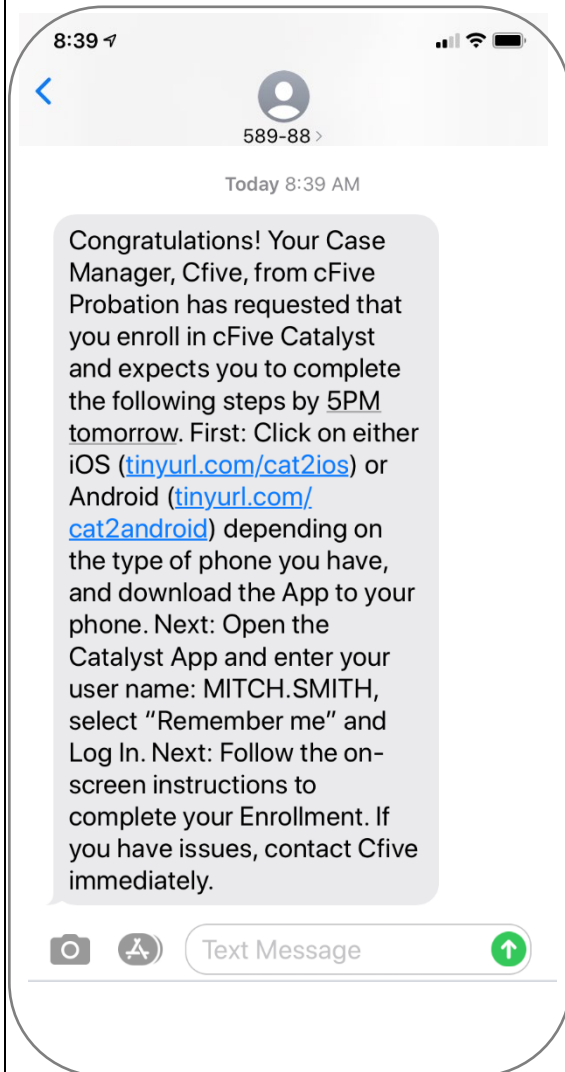 8:39
589-88 >
Today 8:39 AM
Congratulations! Your Case
Manager, Cfive, from cFive
Probation has requested that
you enroll in cFive Catalyst
and expects you to complete
the following steps by 5PM
tomorrow. First: Click on either
iOS (tinyurl.com/cat2ios) or
Android (tinyurl.com/
cat2android) depending on
the type of phone you have,
and download the App to your
phone. Next: Open the
Catalyst App and enter your
user name: MITCH.SMITH,
select “Remember me” and
Log In. Next: Follow the on-
screen instructions to
complete your Enrollment. If
you have issues, contact Cfive
immediately.
Text Message